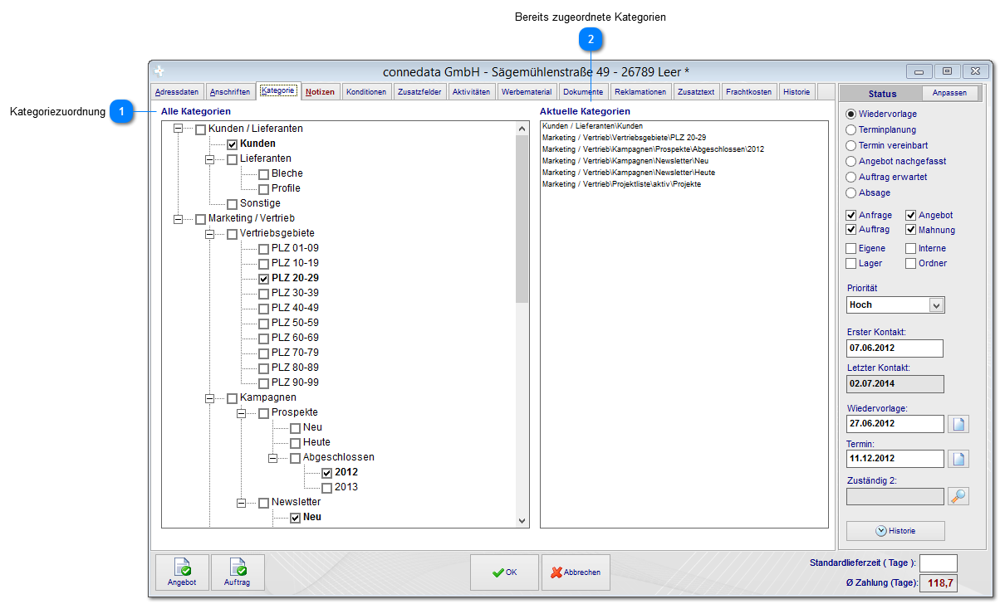 Bereits zugeordnete Kategorien
2
connedata GmbH - Sägemühlenstraße 49 - 26789 Leer *
Adressdaten Anschriften Kategorie Notizen Konditionen Zusatzfelder Aktivitäten Werbematerial Dokumente Reklamationen Zusatztext Frachtkosten Historie
Kategoriezuordnung 1
Alle Kategorien
Kunden / Lieferanten
Kunden
Lieferanten
Bleche
Profile
Sonstige
Marketing / Vertrieb
Vertriebsgebiete
PLZ 01-09
PLZ 10-19
PLZ 20-29
PLZ 30-39
PLZ 40-49
PLZ 50-59
PLZ 60-69
PLZ 70-79
PLZ 80-89
PLZ 90-99
Kampagnen
Prospekte
Neu
Heute
Abgeschlossen
2012
2013
Newsletter
Neu
Aktuelle Kategorien
Kunden / Lieferanten\Kunden
Marketing / Vertrieb\Vertriebsgebiete\PLZ 20-29
Marketing / Vertrieb\Kampagnen\Prospekte\Abgeschlossen\2012
Marketing / Vertrieb\Kampagnen\Newsletter\Neu
Marketing / Vertrieb\Kampagnen\Newsletter\Heute
Marketing / Vertrieb\Projektliste\aktiv\Projekte
Status Anpassen
Wiedervorlage
Terminplanung
Termin vereinbart
Angebot nachgefasst
Auftrag erwartet
Absage
Anfrage Angebot
Auftrag Mahnung
Eigene Interne
Lager Ordner
Priorität
Hoch
Erster Kontakt:
07.06.2012
Letzter Kontakt:
02.07.2014
Wiedervorlage:
27.06.2012
Termin:
11.12.2012
Zuständig 2:
Historie
Angebot Auftrag OK Abbrechen
Standardlieferzeit ( Tage ):
Ø Zahlung (Tage): 118,7